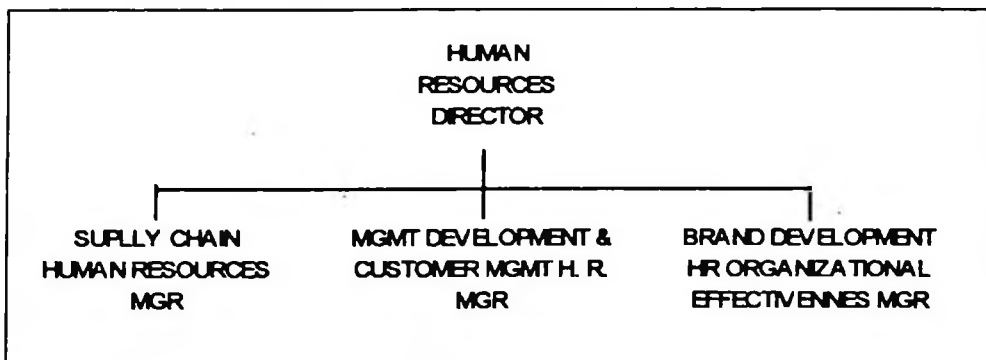 HUMAN
RESOURCES
DIRECTOR
SUPLLY CHAIN
HUMAN RESOURCES
MGR
MGMT DEVELOPMENT &
CUSTOMER MGMT H. R.
MGR
BRAND DEVELOPMENT
HR ORGANIZATIONAL
EFFECTIVENNES MGR